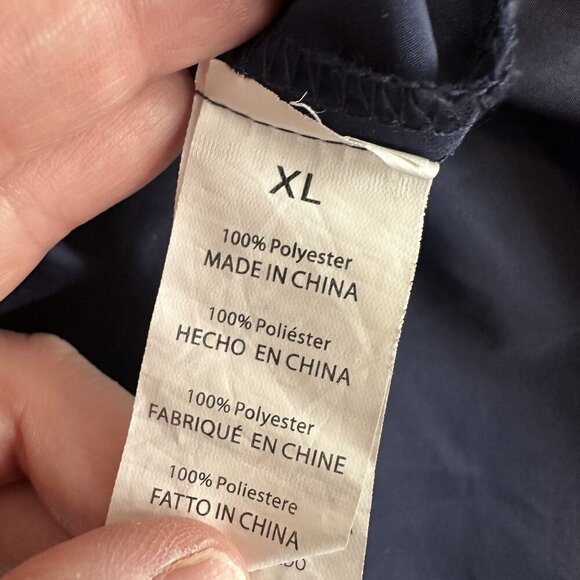 XL
100% Polyester
MADE IN CHINA
100% Poliéster
HECHO EN CHINA
100% Polyester
FABRIQUÉ EN CHINE
100% Poliestere
FATTO IN CHINA